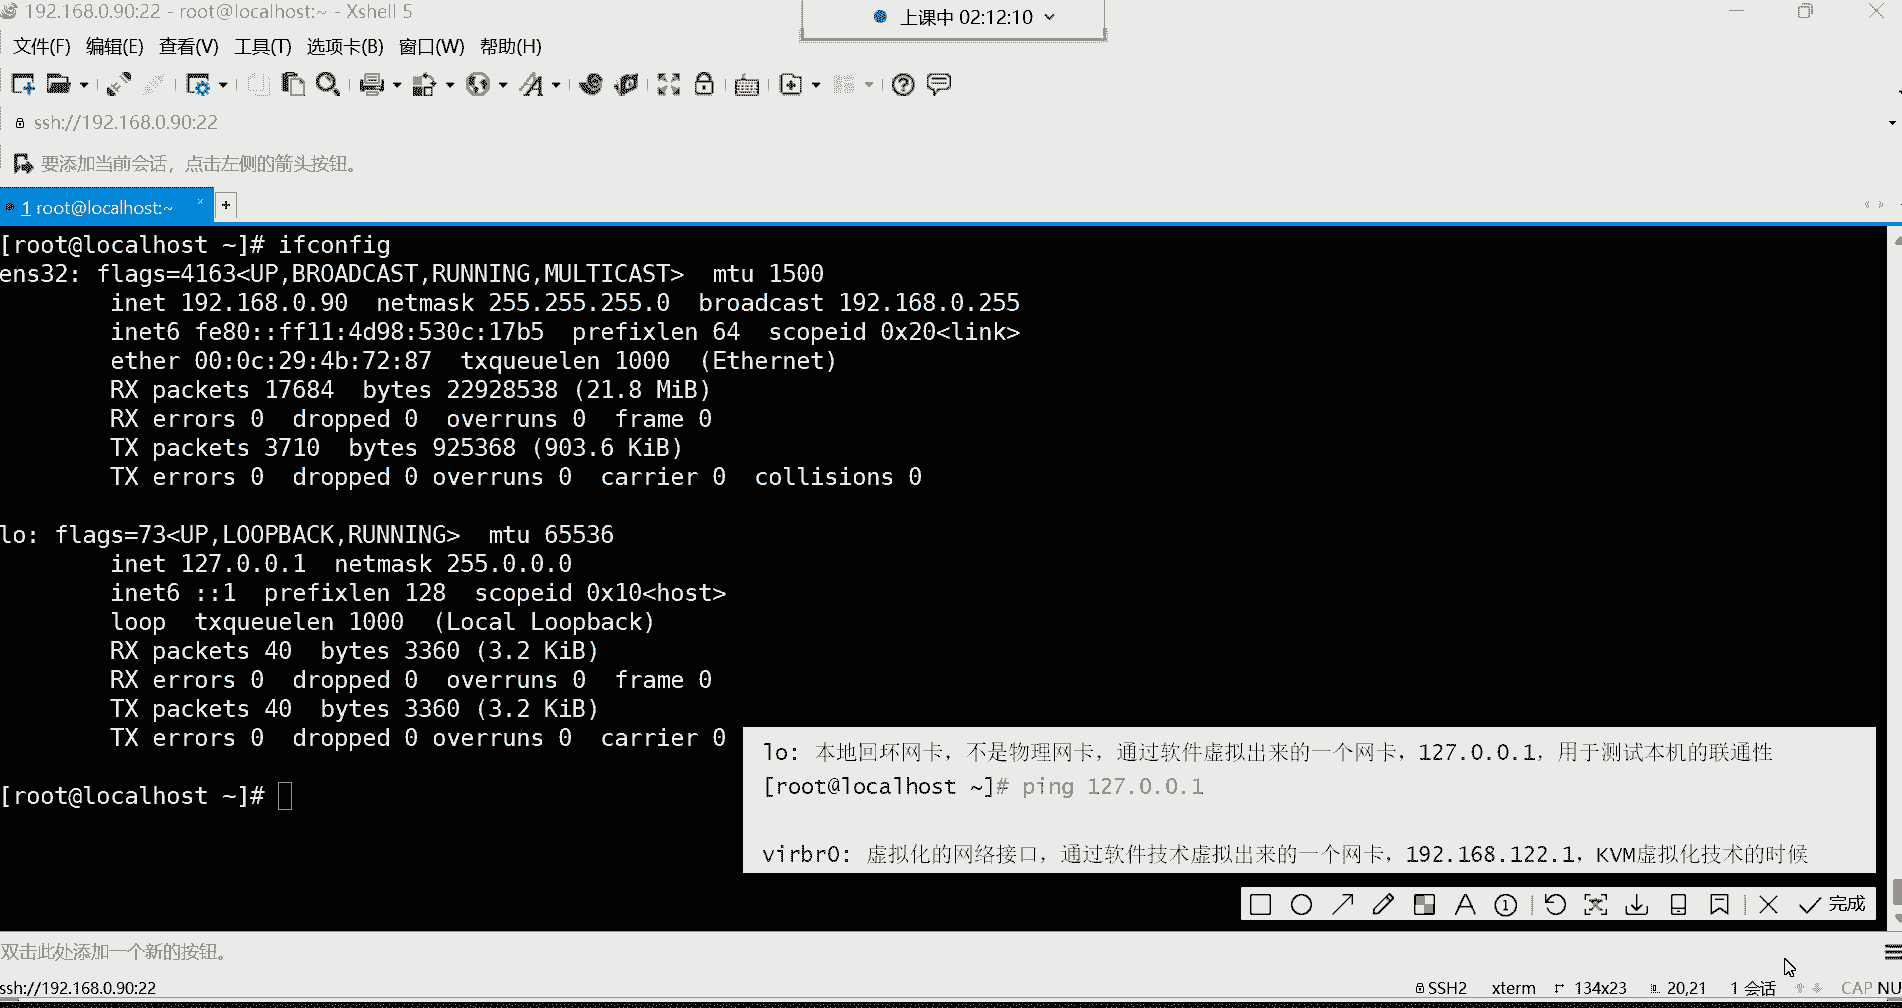 192.168.0.90:22 - root@localhost:~ - Xshell 5
上课中 02:12:10
文件(F) 编辑(E) 查看(V) 工具(T) 选项卡(B) 窗口(W) 帮助(H)
ssh://192.168.0.90:22
要添加当前会话，点击左侧的箭头按钮。
1 root@localhost:~ × +
[root@localhost ~]# ifconfig
ens32: flags=4163<UP,BROADCAST,RUNNING,MULTICAST>  mtu 1500
        inet 192.168.0.90  netmask 255.255.255.0  broadcast 192.168.0.255
        inet6 fe80::ff11:4d98:530c:17b5  prefixlen 64  scopeid 0x20<link>
        ether 00:0c:29:4b:72:87  txqueuelen 1000  (Ethernet)
        RX packets 17684  bytes 22928538 (21.8 MiB)
        RX errors 0  dropped 0  overruns 0  frame 0
        TX packets 3710  bytes 925368 (903.6 KiB)
        TX errors 0  dropped 0 overruns 0  carrier 0  collisions 0
lo: flags=73<UP,LOOPBACK,RUNNING>  mtu 65536
        inet 127.0.0.1  netmask 255.0.0.0
        inet6 ::1  prefixlen 128  scopeid 0x10<host>
        loop  txqueuelen 1000  (Local Loopback)
        RX packets 40  bytes 3360 (3.2 KiB)
        RX errors 0  dropped 0  overruns 0  frame 0
        TX packets 40  bytes 3360 (3.2 KiB)
        TX errors 0  dropped 0 overruns 0  carrier 0
[root@localhost ~]#
lo: 本地回环网卡，不是物理网卡，通过软件虚拟出来的一个网卡，127.0.0.1，用于测试本机的联通性
[root@localhost ~]# ping 127.0.0.1
virbr0: 虚拟化的网络接口，通过软件技术虚拟出来的一个网卡，192.168.122.1，KVM虚拟化技术的时候
完成
双击此处添加一个新的按钮。
ssh://192.168.0.90:22 SSH2 xterm 134x23 20,21 1 会话 CAP NU